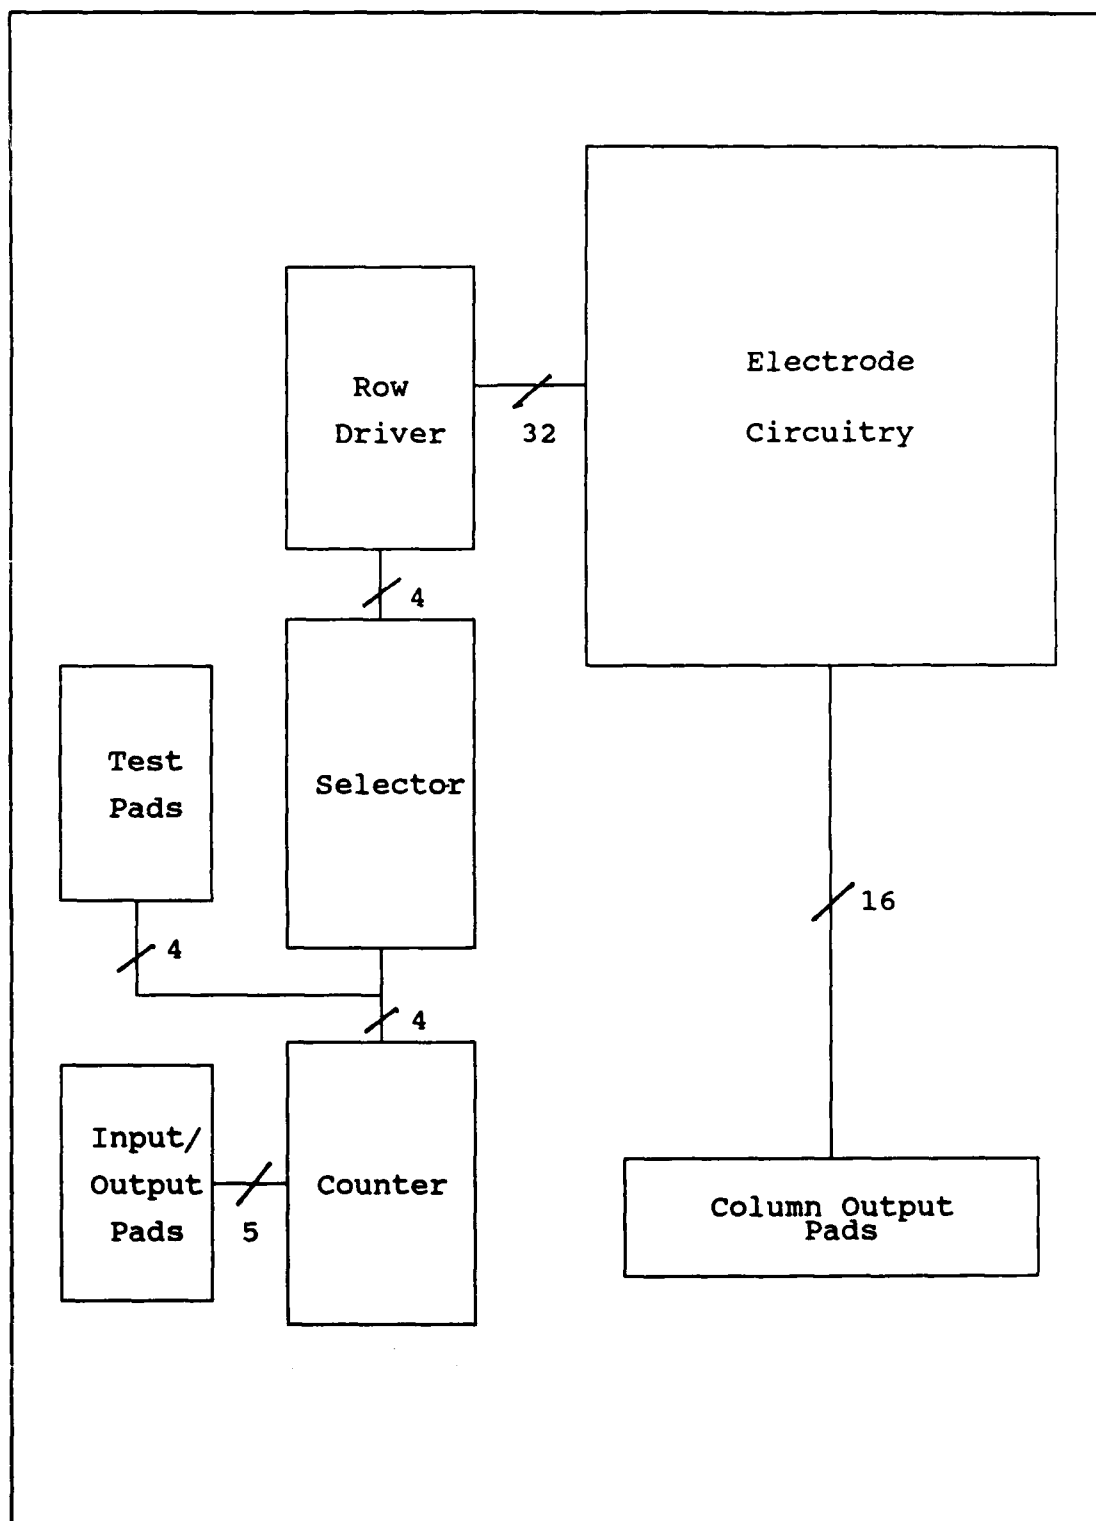 Electrode
Circuitry
Row
Driver
32
4
Test
Pads
Selector
16
4
4
Input/
Output
Pads
5
Counter
Column Output
Pads